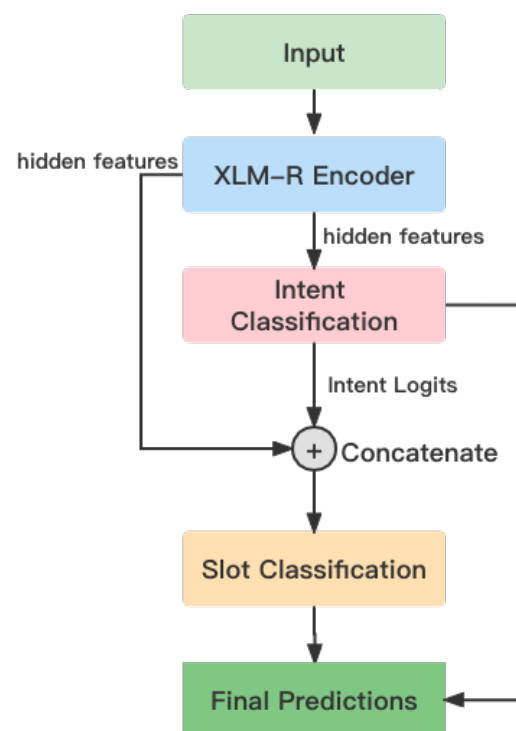 Input
hidden features
XLM-R Encoder
hidden features
Intent
Classification
Intent Logits
+
Concatenate
Slot Classification
Final Predictions